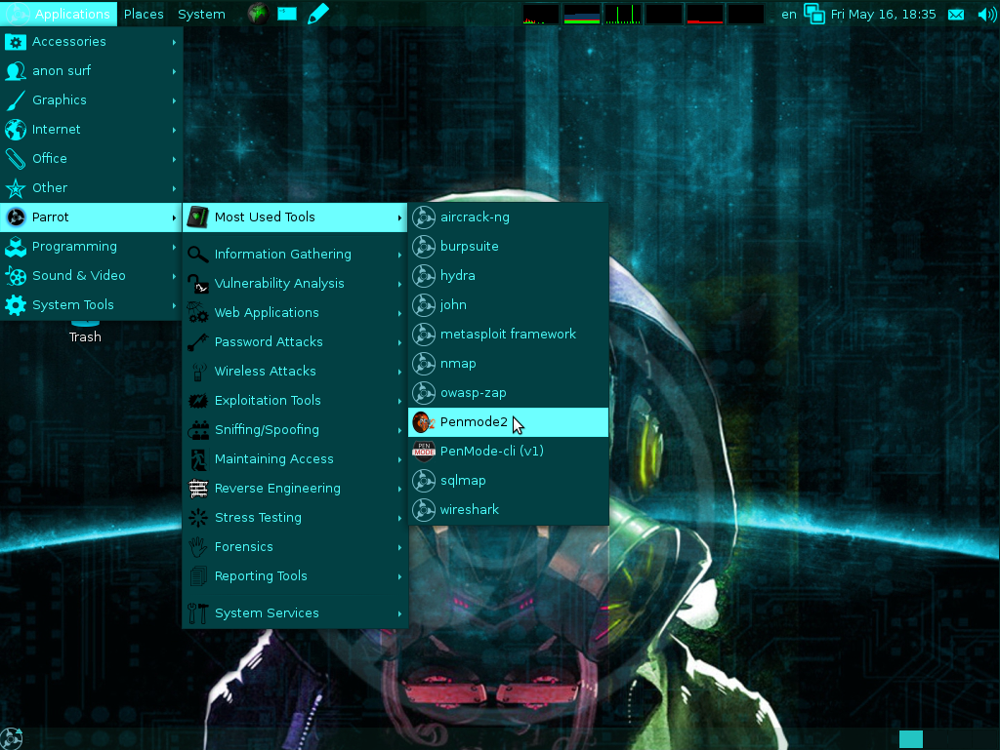 Applications Places System en Fri May 16, 18:35
Accessories
anon surf
Graphics
Internet
Office
Other
Parrot
Programming
Sound & Video
System Tools
Trash
Most Used Tools
Information Gathering
Vulnerability Analysis
Web Applications
Password Attacks
Wireless Attacks
Exploitation Tools
Sniffing/Spoofing
Maintaining Access
Reverse Engineering
Stress Testing
Forensics
Reporting Tools
System Services
aircrack-ng
burpsuite
hydra
john
metasploit framework
nmap
owasp-zap
Penmode2
PEN
MODE
PenMode-cli (v1)
sqlmap
wireshark